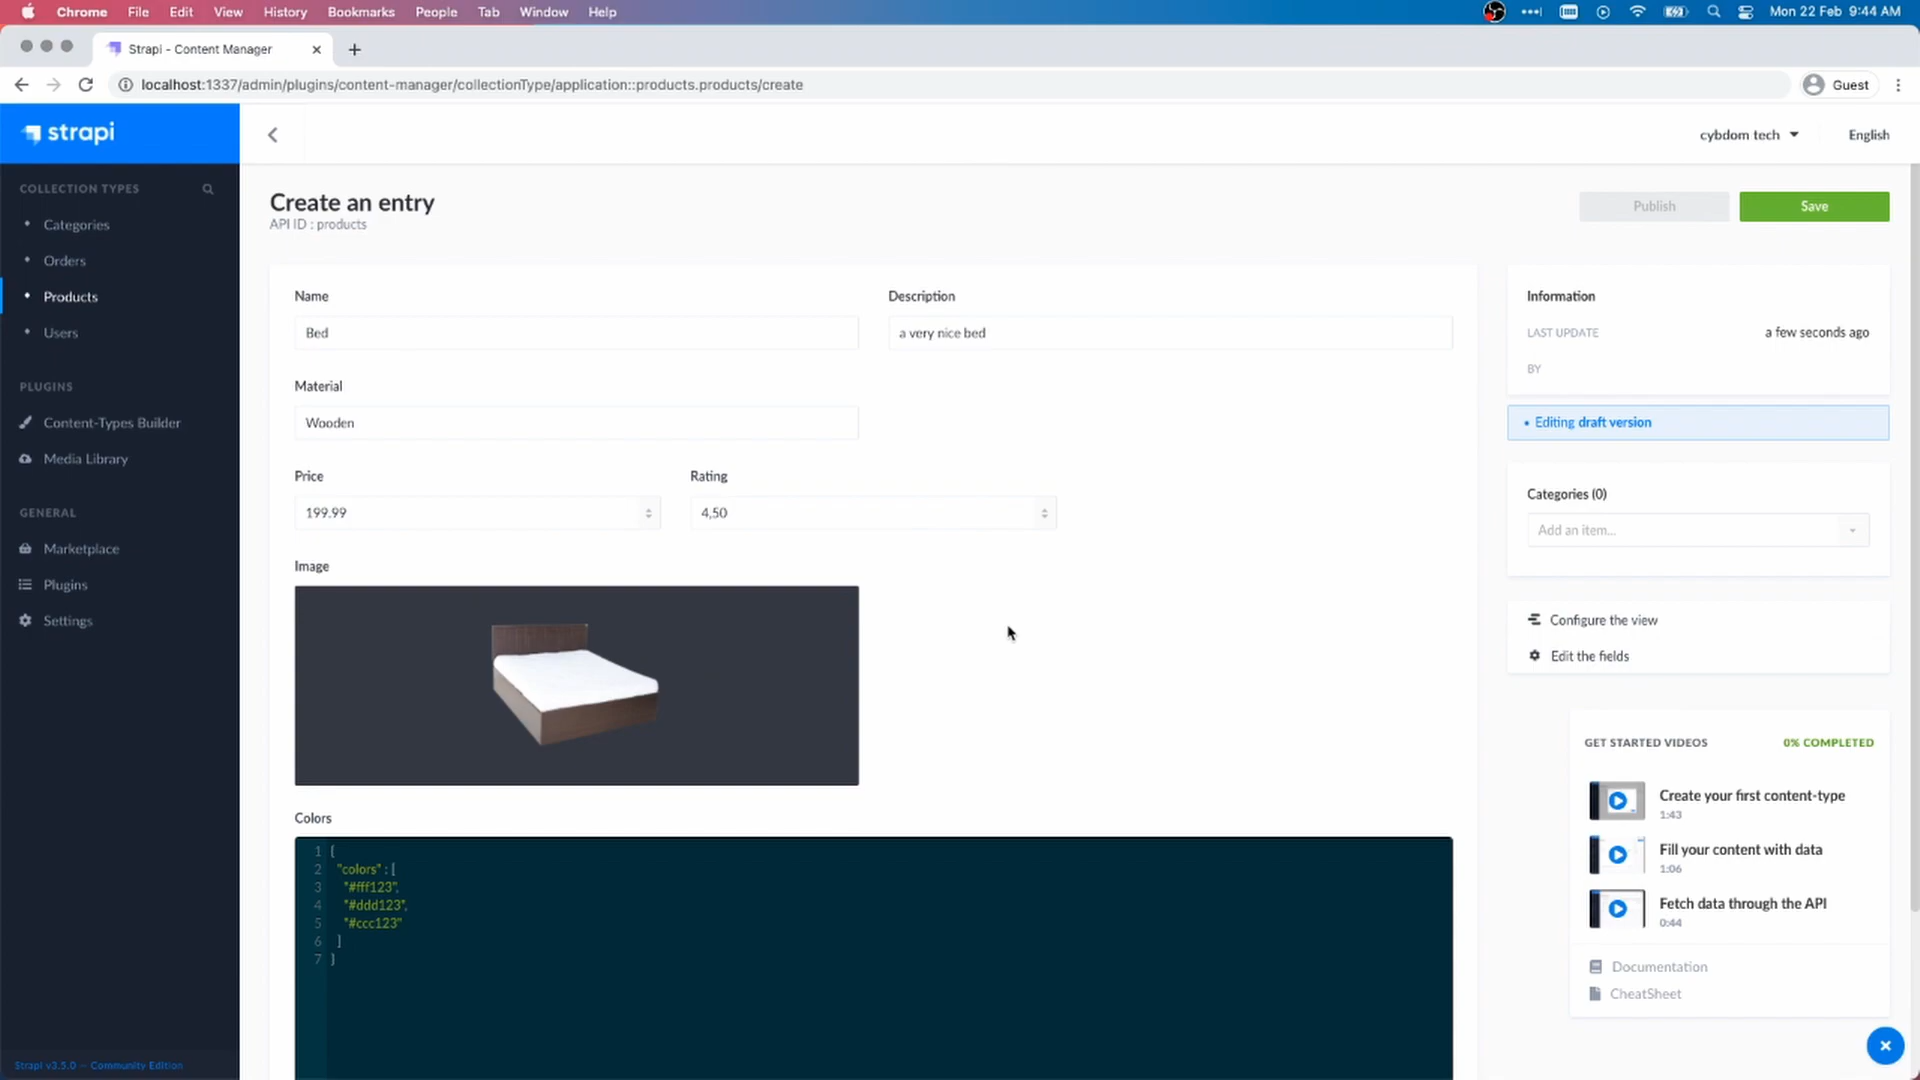 Chrome File Edit View History Bookmarks People Tab Window Help
Mon 22 Feb 9:44 AM
Strapi - Content Manager
localhost:1337/admin/plugins/content-manager/collectionType/application::products.products/create
Guest
strapi
cybdom tech
English
COLLECTION TYPES
Categories
Orders
Products
Users
PLUGINS
Content-Types Builder
Media Library
GENERAL
Marketplace
Plugins
Settings
Strapi v3.5.0 — Community Edition
Create an entry
API ID : products
Publish
Save
Name
Bed
Description
a very nice bed
Material
Wooden
Price
199.99
Rating
4,50
Image
Colors
1 {
2 "colors" : [
3 "#fff123",
4 "#ddd123",
5 "#ccc123"
6 ]
7 }
Information
LAST UPDATE
a few seconds ago
BY
• Editing draft version
Categories (0)
Add an item...
Configure the view
Edit the fields
GET STARTED VIDEOS
0% COMPLETED
Create your first content-type
1:43
Fill your content with data
1:06
Fetch data through the API
0:44
Documentation
CheatSheet